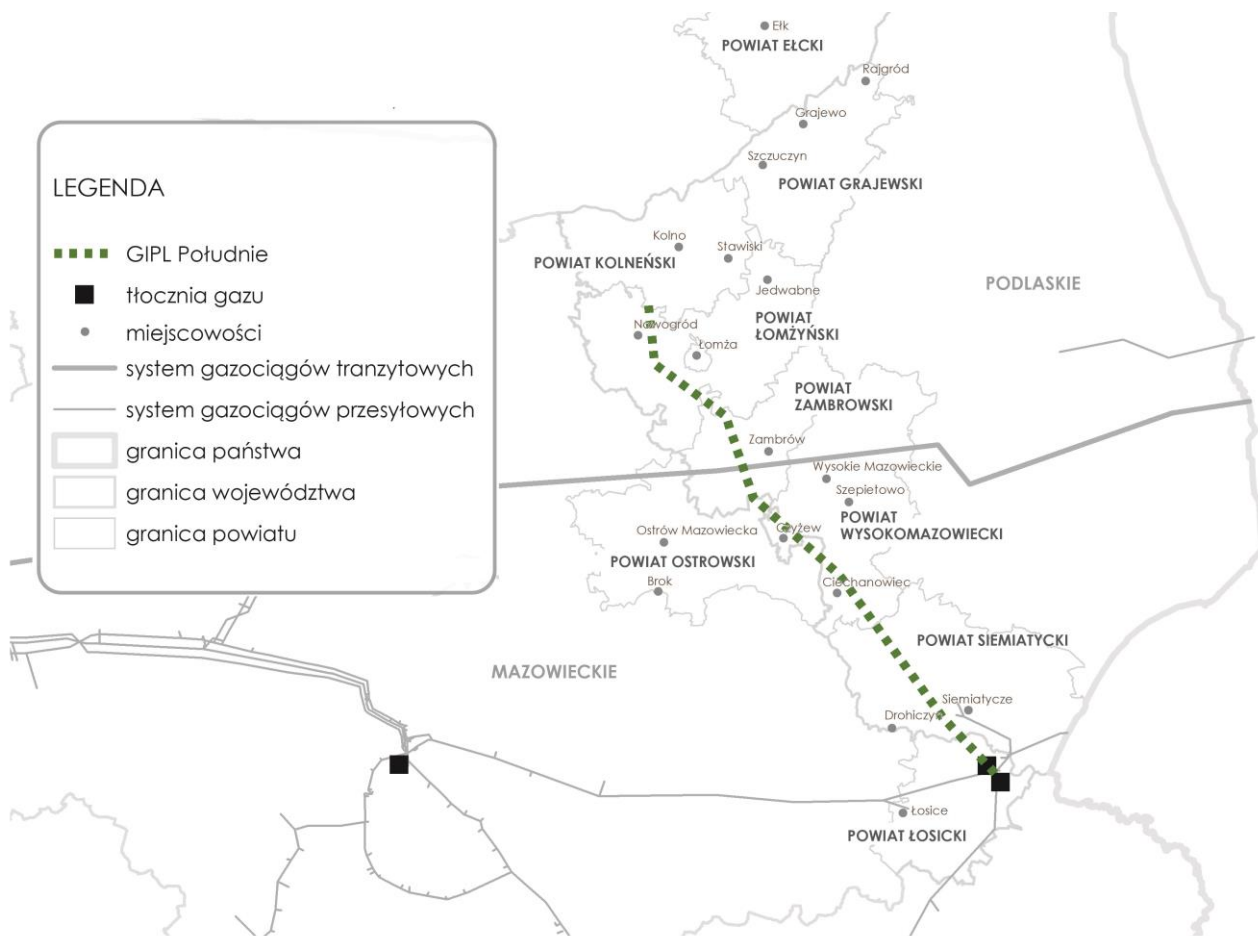 Ełk
POWIAT EŁCKI
Rajgród
Grajewo
Szczuczyn
POWIAT GRAJEWSKI
LEGENDA
GIPL Południe
tłocznia gazu
miejscowości
system gazociągów tranzytowych
system gazociągów przesyłowych
granica państwa
granica województwa
granica powiatu
Kolno
Stawiski
POWIAT KOLNEŃSKI
Jedwabne
PODLASKIE
POWIAT
ŁOMŻYŃSKI
Nowogród
Łomża
POWIAT
ZAMBROWSKI
Zambrów
Wysokie Mazowieckie
Szepietowo
POWIAT
WYSOKOMAZOWIECKI
Ostrów Mazowiecka
Czyżew
POWIAT OSTROWSKI
Brok
Ciechanowiec
POWIAT SIEMIATYCKI
MAZOWIECKIE
Siemiatycze
Drohiczyn
Łosice
POWIAT ŁOSICKI